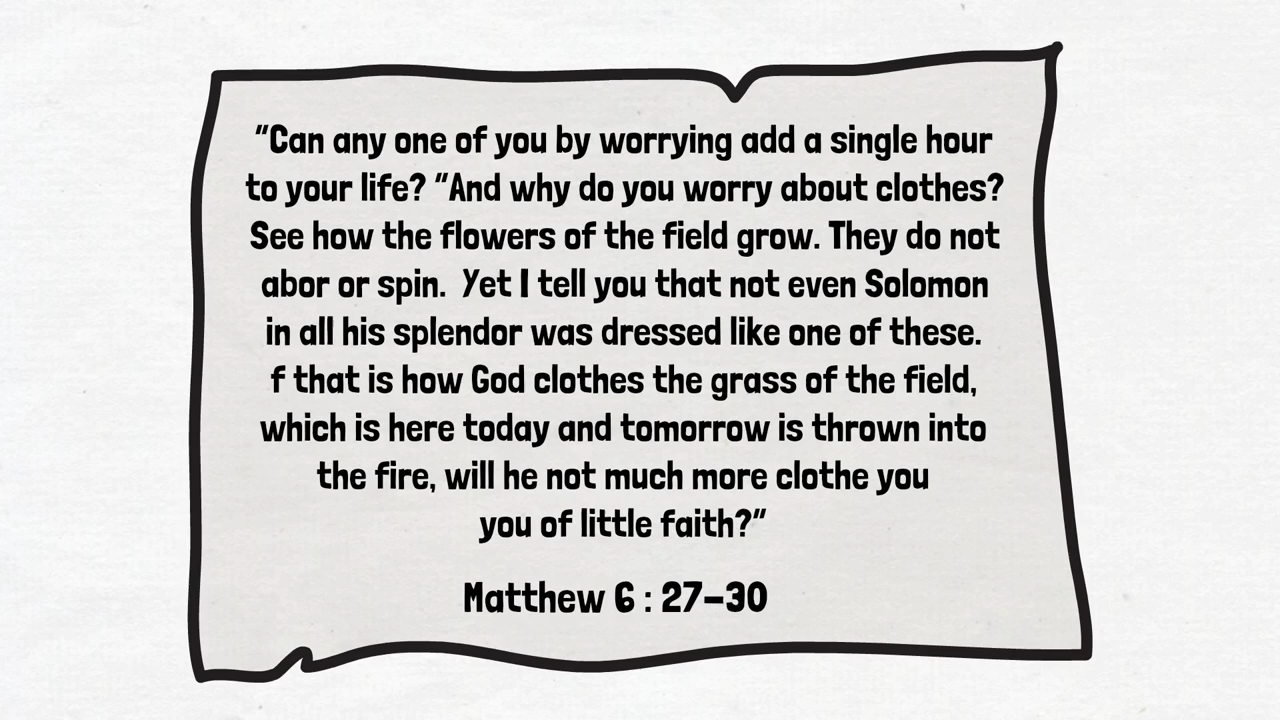 "Can any one of you by worrying add a single hour
to your life? "And why do you worry about clothes?
See how the flowers of the field grow. They do not
abor or spin.  Yet I tell you that not even Solomon
in all his splendor was dressed like one of these.
f that is how God clothes the grass of the field,
which is here today and tomorrow is thrown into
the fire, will he not much more clothe you
you of little faith?"
Matthew 6 : 27–30